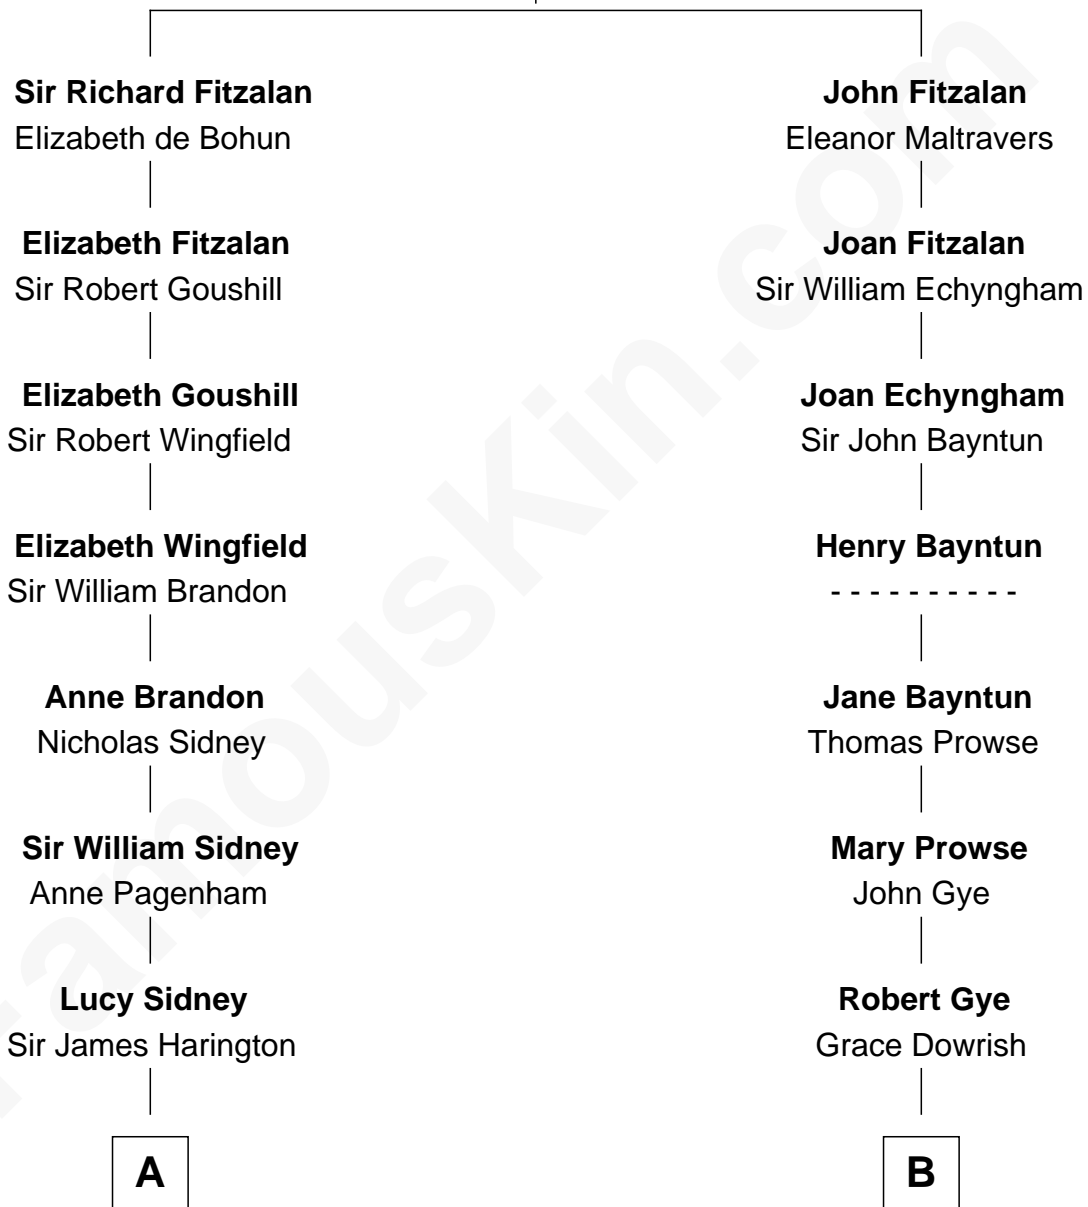 Sir Richard Fitzalan
Elizabeth de Bohun
Elizabeth Fitzalan
Sir Robert Goushill
Elizabeth Goushill
Sir Robert Wingfield
Elizabeth Wingfield
Sir William Brandon
Anne Brandon
Nicholas Sidney
Sir William Sidney
Anne Pagenham
Lucy Sidney
Sir James Harington
A
John Fitzalan
Eleanor Maltravers
Joan Fitzalan
Sir William Echyngham
Joan Echyngham
Sir John Bayntun
Henry Bayntun
- - - - - - - - - -
Jane Bayntun
Thomas Prowse
Mary Prowse
John Gye
Robert Gye
Grace Dowrish
B
FamousKin.com